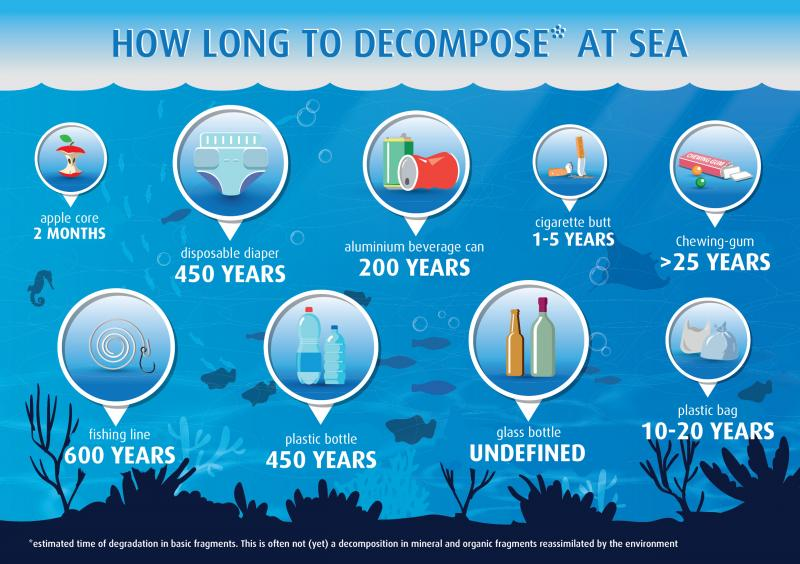 HOW LONG TO DECOMPOSE* AT SEA
apple core
2 MONTHS
disposable diaper
450 YEARS
aluminium beverage can
200 YEARS
cigarette butt
1-5 YEARS
CHEWING GUM
Chewing-gum
>25 YEARS
fishing line
600 YEARS
plastic bottle
450 YEARS
glass bottle
UNDEFINED
plastic bag
10-20 YEARS
*estimated time of degradation in basic fragments. This is often not (yet) a decomposition in mineral and organic fragments reassimilated by the environment